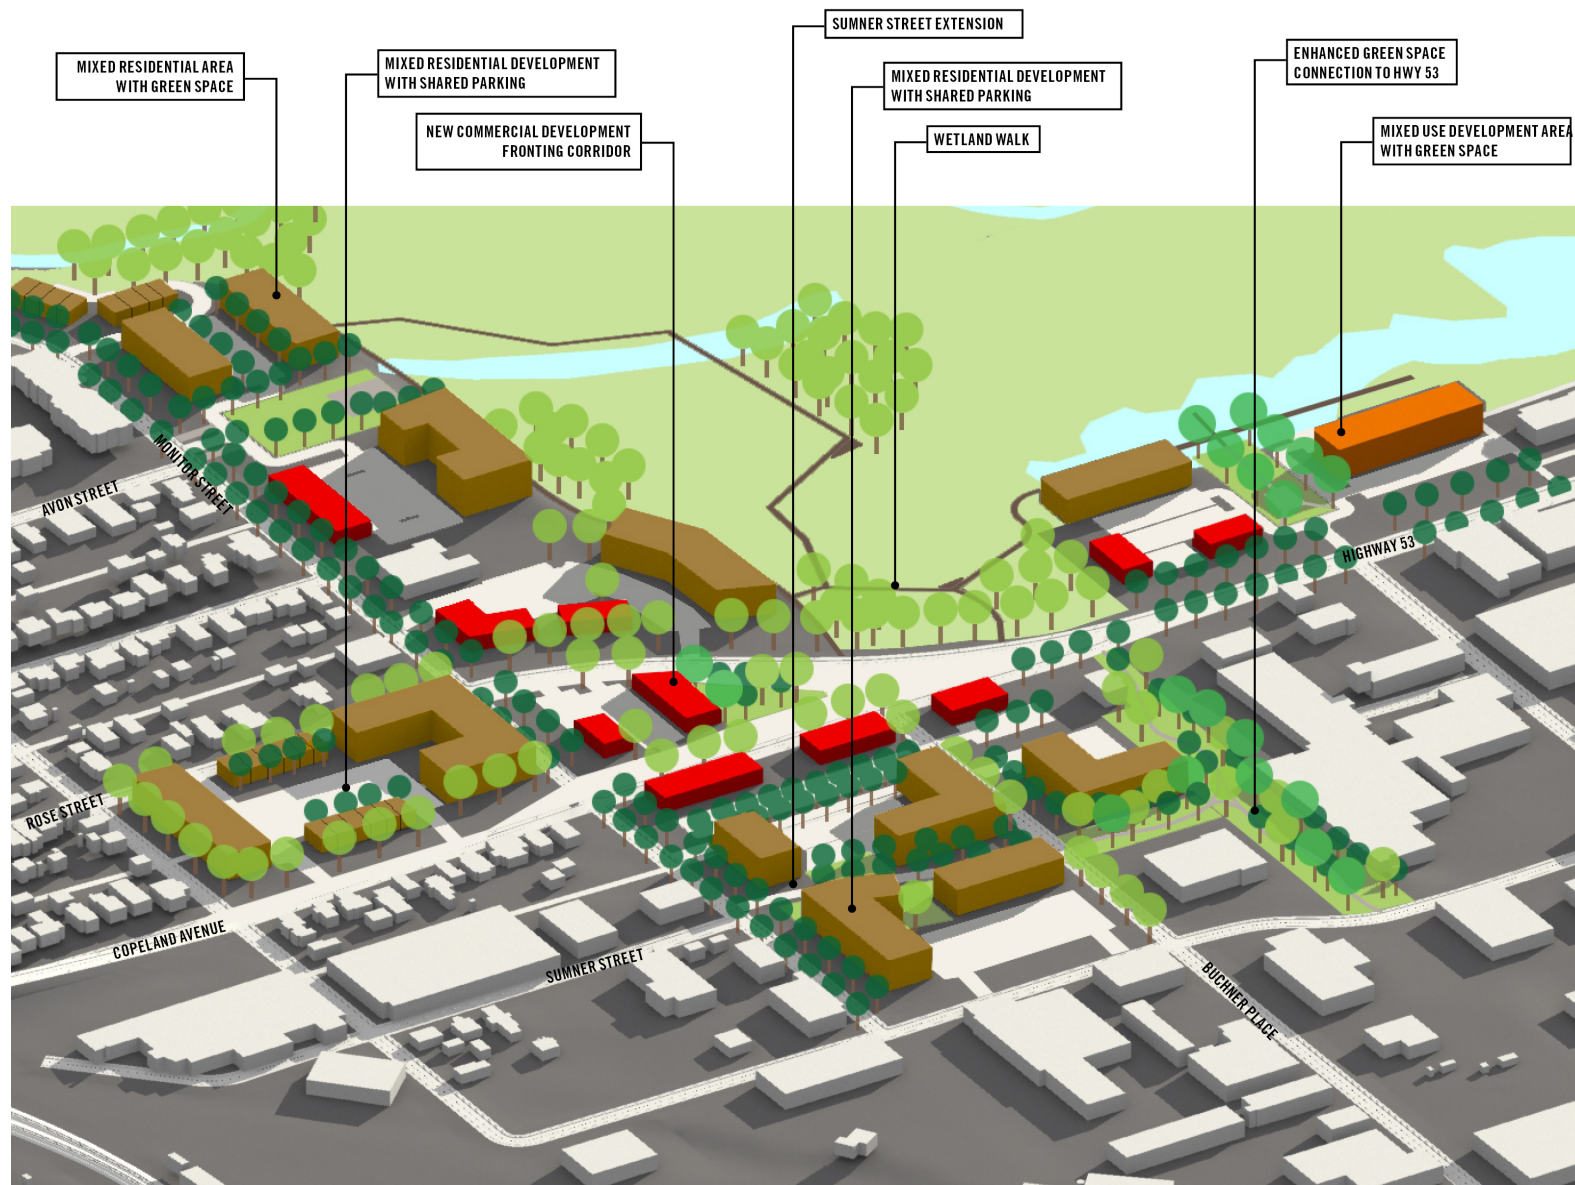 SUMNER STREET EXTENSION
MIXED RESIDENTIAL AREA
WITH GREEN SPACE
MIXED RESIDENTIAL DEVELOPMENT
WITH SHARED PARKING
MIXED RESIDENTIAL DEVELOPMENT
WITH SHARED PARKING
ENHANCED GREEN SPACE
CONNECTION TO HWY 53
NEW COMMERCIAL DEVELOPMENT
FRONTING CORRIDOR
WETLAND WALK
MIXED USE DEVELOPMENT AREA
WITH GREEN SPACE
MONITOR STREET
AVON STREET
HIGHWAY 53
ROSE STREET
COPELAND AVENUE
SUMNER STREET
BUCHNER PLACE